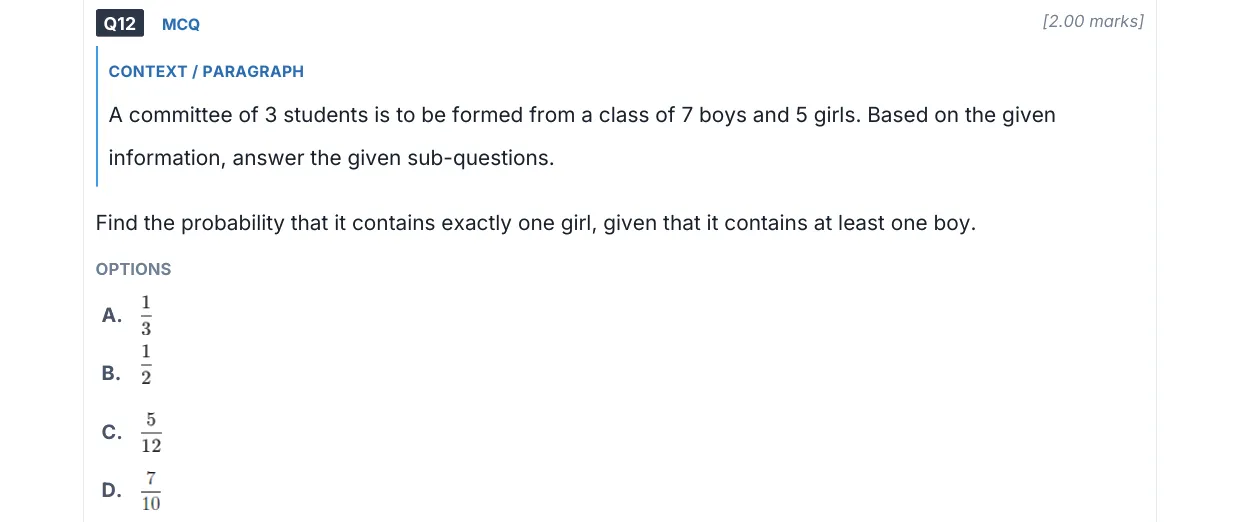 Q12 MCQ [2.00 marks]
CONTEXT / PARAGRAPH
A committee of 3 students is to be formed from a class of 7 boys and 5 girls. Based on the given
information, answer the given sub-questions.
Find the probability that it contains exactly one girl, given that it contains at least one boy.
OPTIONS
A. 1/3
B. 1/2
C. 5/12
D. 7/10